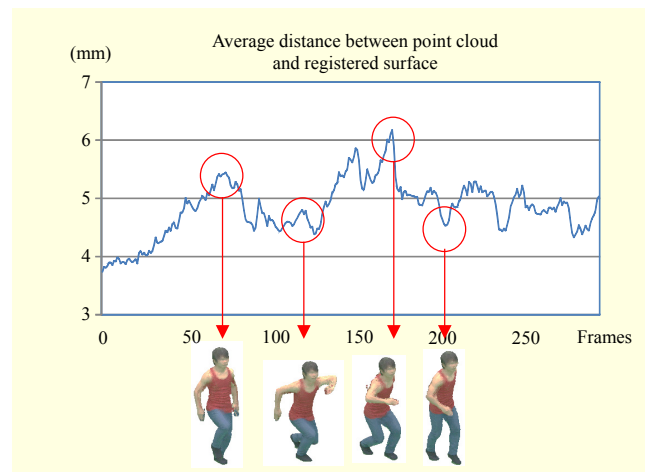 Average distance between point cloud
and registered surface
(mm)
7
6
5
4
3
0 50 100 150 200 250 Frames